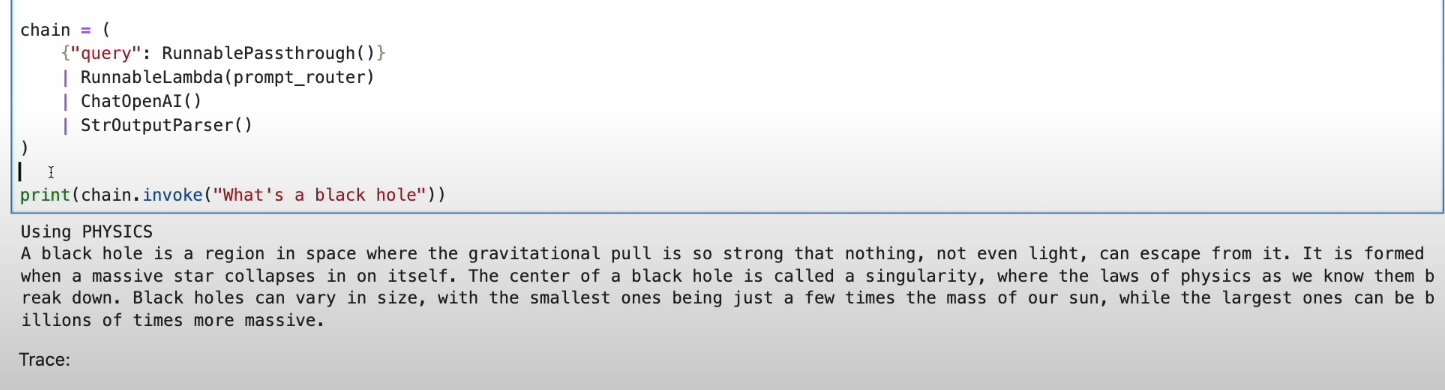 chain = (
    {"query": RunnablePassthrough()}
    | RunnableLambda(prompt_router)
    | ChatOpenAI()
    | StrOutputParser()
)
print(chain.invoke("What's a black hole"))
Using PHYSICS
A black hole is a region in space where the gravitational pull is so strong that nothing, not even light, can escape from it. It is formed
when a massive star collapses in on itself. The center of a black hole is called a singularity, where the laws of physics as we know them b
reak down. Black holes can vary in size, with the smallest ones being just a few times the mass of our sun, while the largest ones can be b
illions of times more massive.
Trace: